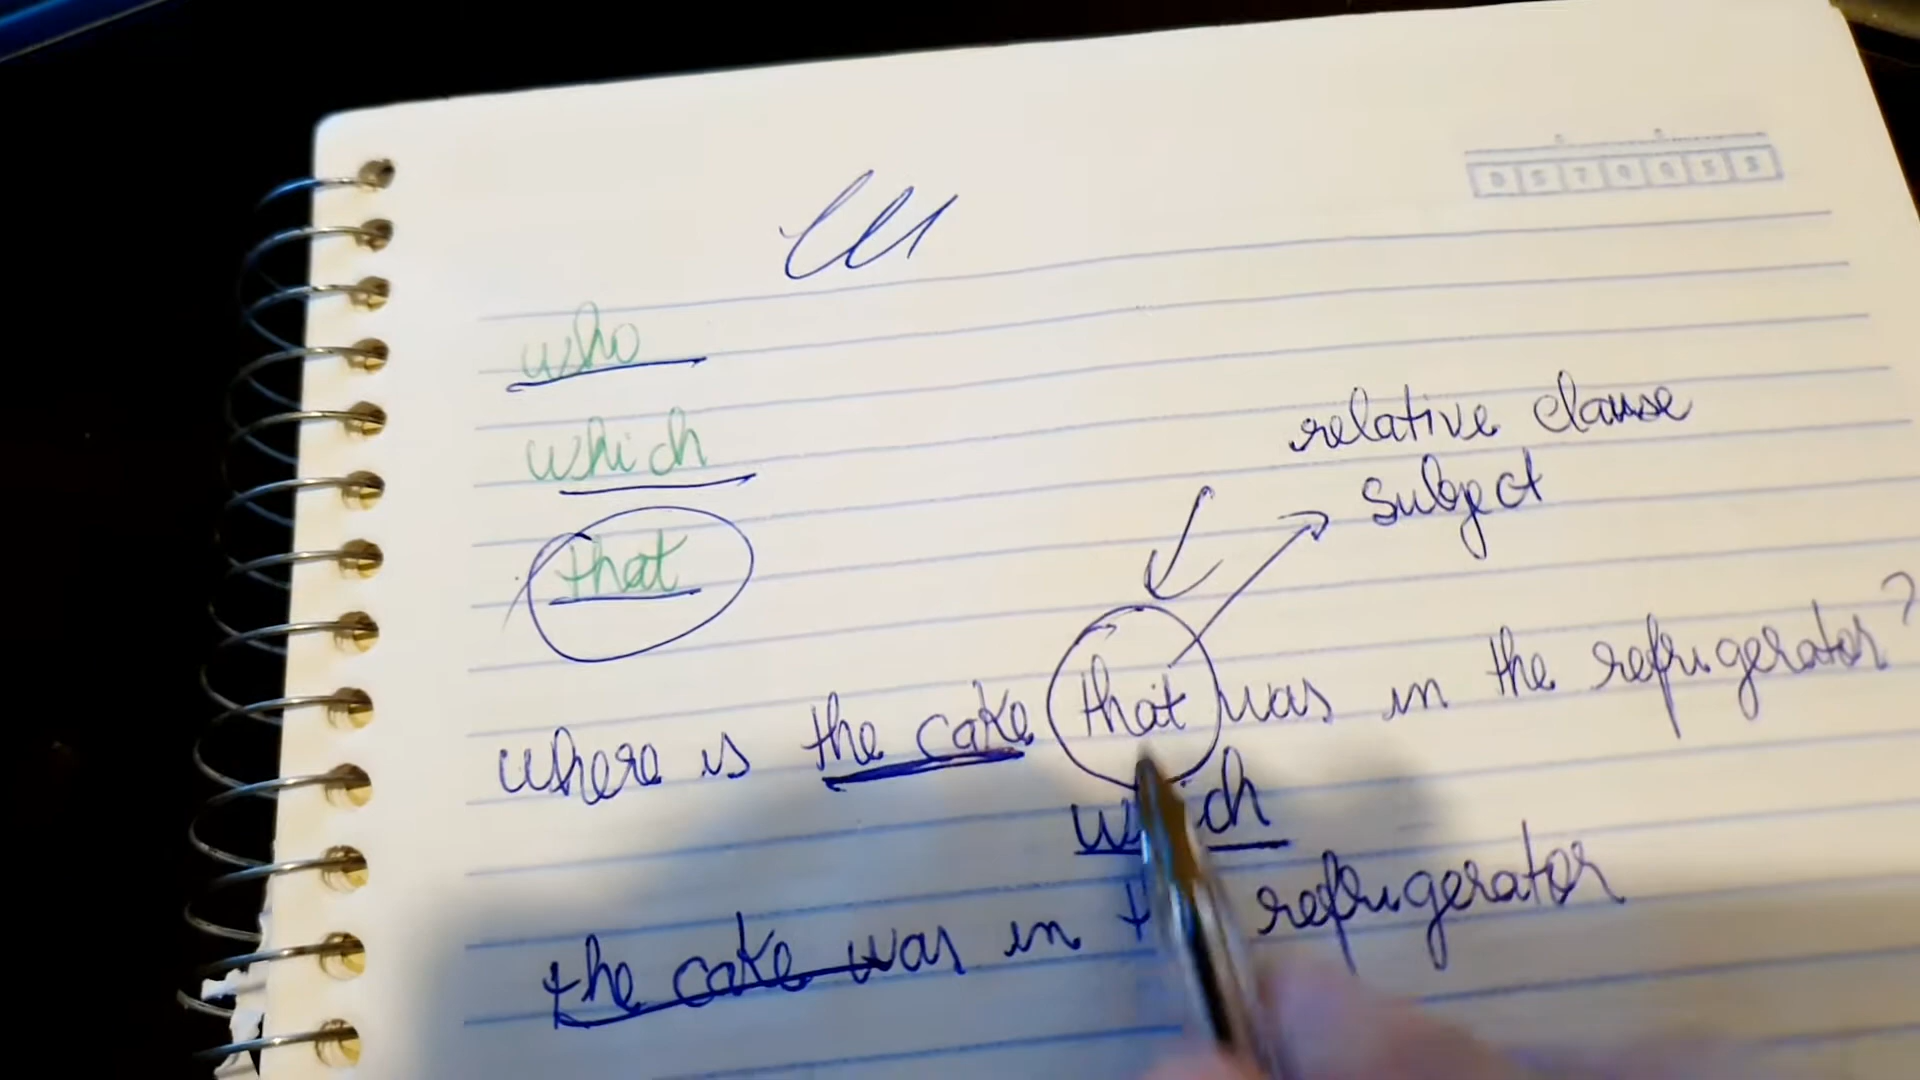 who
which
that
relative clause
subject
where is the cake that was in the refrigerator?
which
the cake was in refrigerator